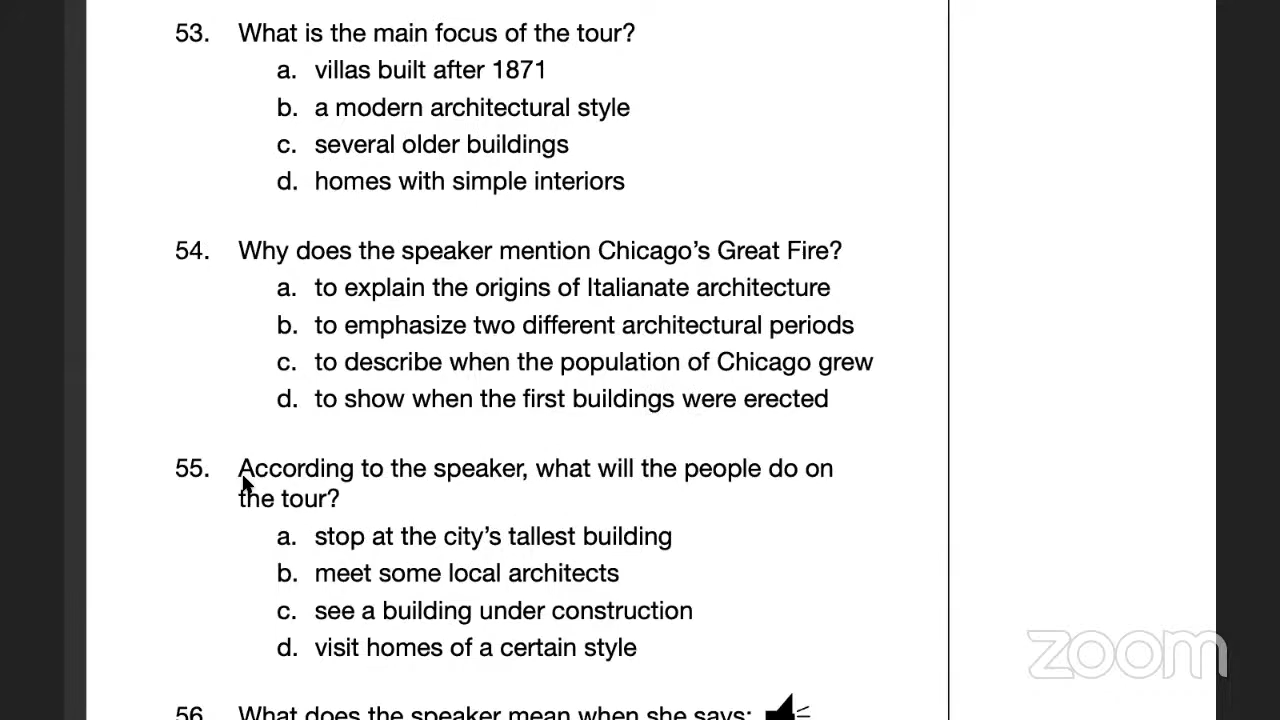 53. What is the main focus of the tour?
a. villas built after 1871
b. a modern architectural style
c. several older buildings
d. homes with simple interiors
54. Why does the speaker mention Chicago’s Great Fire?
a. to explain the origins of Italianate architecture
b. to emphasize two different architectural periods
c. to describe when the population of Chicago grew
d. to show when the first buildings were erected
55. According to the speaker, what will the people do on
the tour?
a. stop at the city’s tallest building
b. meet some local architects
c. see a building under construction
d. visit homes of a certain style
56. What does the speaker mean when she says:
zoom